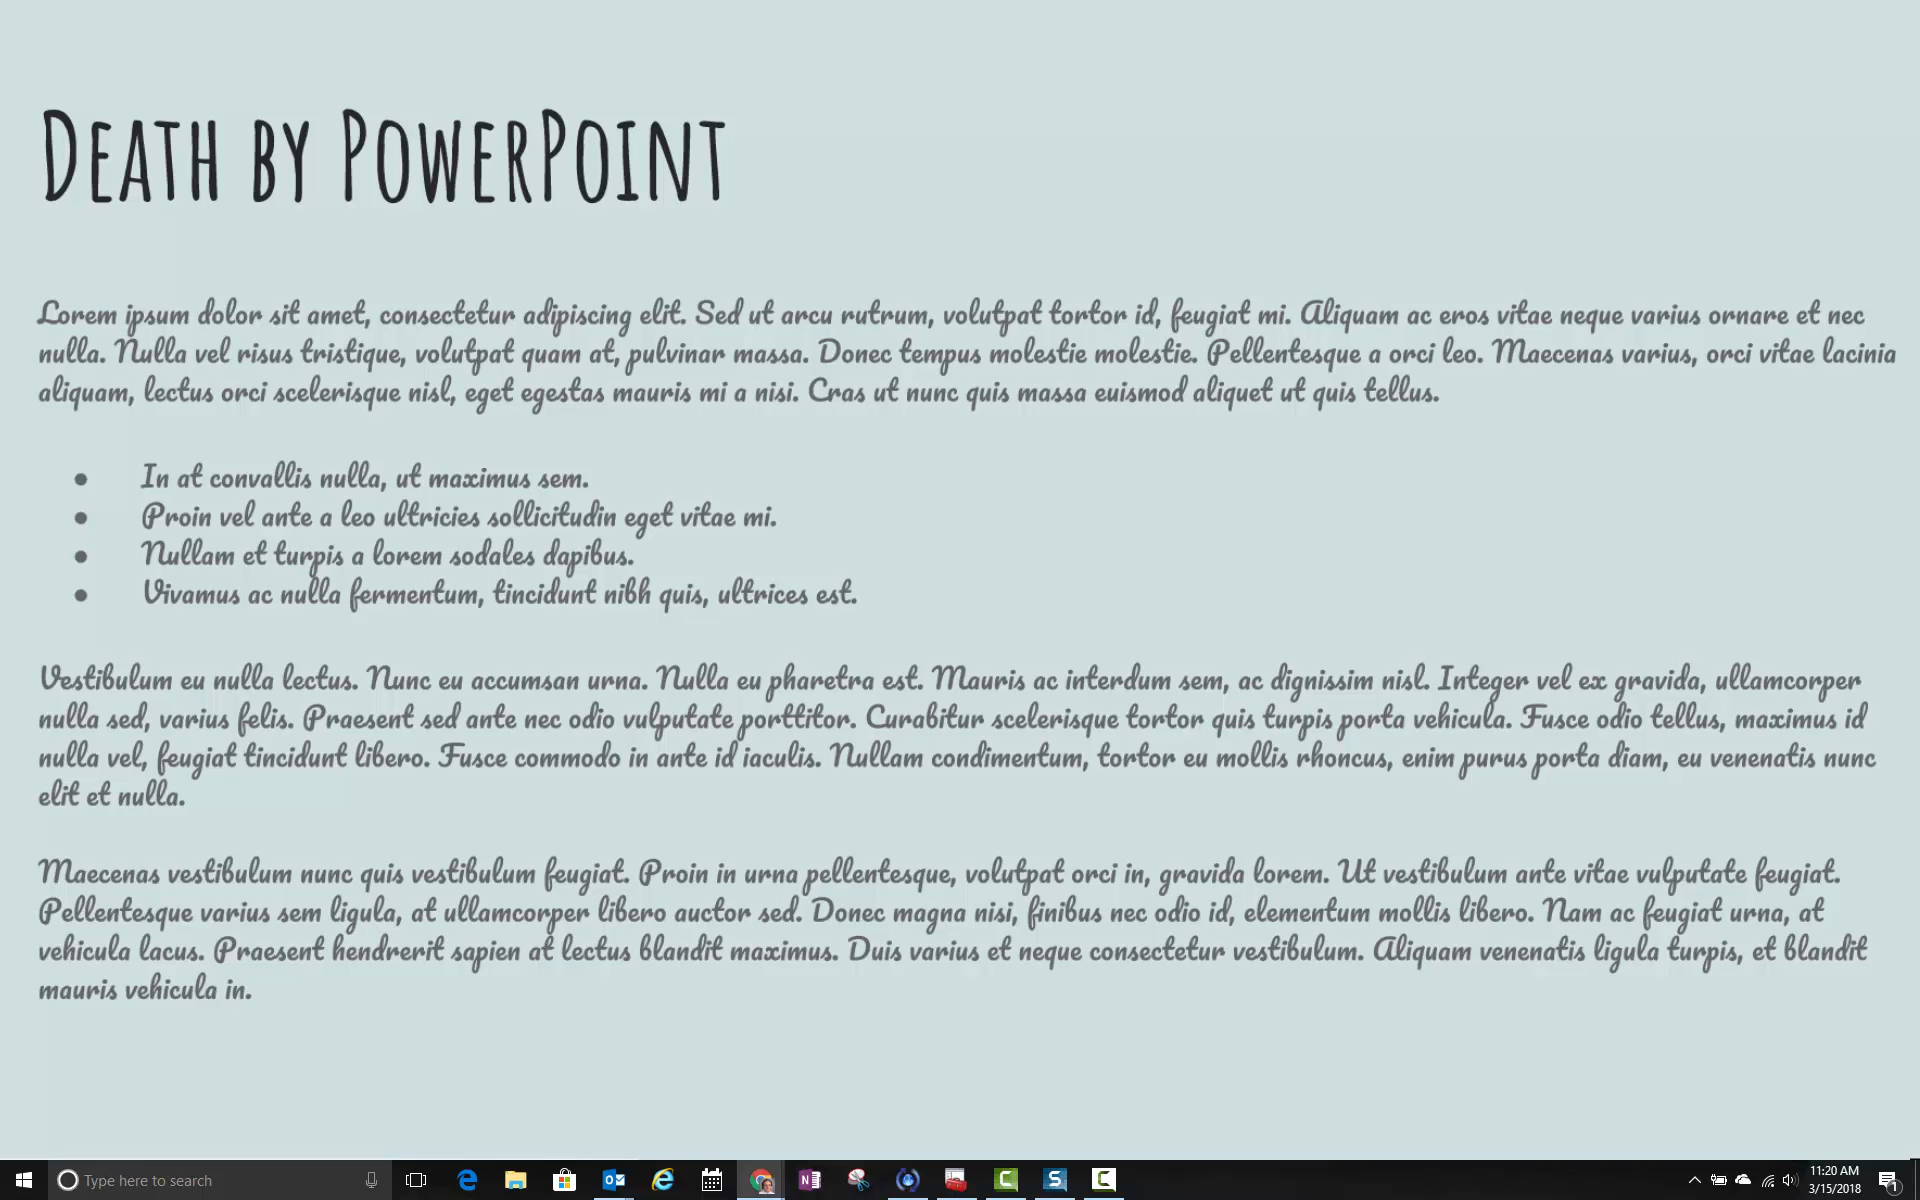 Death by PowerPoint
Lorem ipsum dolor sit amet, consectetur adipiscing elit. Sed ut arcu rutrum, volutpat tortor id, feugiat mi. Aliquam ac eros vitae neque varius ornare et nec
nulla. Nulla vel risus tristique, volutpat quam at, pulvinar massa. Donec tempus molestie molestie. Pellentesque a orci leo. Maecenas varius, orci vitae lacinia
aliquam, lectus orci scelerisque nisl, eget egestas mauris mi a nisi. Cras ut nunc quis massa euismod aliquet ut quis tellus.
● In at convallis nulla, ut maximus sem.
● Proin vel ante a leo ultricies sollicitudin eget vitae mi.
● Nullam et turpis a lorem sodales dapibus.
● Vivamus ac nulla fermentum, tincidunt nibh quis, ultrices est.
Vestibulum eu nulla lectus. Nunc eu accumsan urna. Nulla eu pharetra est. Mauris ac interdum sem, ac dignissim nisl. Integer vel ex gravida, ullamcorper
nulla sed, varius felis. Praesent sed ante nec odio vulputate porttitor. Curabitur scelerisque tortor quis turpis porta vehicula. Fusce odio tellus, maximus id
nulla vel, feugiat tincidunt libero. Fusce commodo in ante id iaculis. Nullam condimentum, tortor eu mollis rhoncus, enim purus porta diam, eu venenatis nunc
elit et nulla.
Maecenas vestibulum nunc quis vestibulum feugiat. Proin in urna pellentesque, volutpat orci in, gravida lorem. Ut vestibulum ante vitae vulputate feugiat.
Pellentesque varius sem ligula, at ullamcorper libero auctor sed. Donec magna nisi, finibus nec odio id, elementum mollis libero. Nam ac feugiat urna, at
vehicula lacus. Praesent hendrerit sapien at lectus blandit maximus. Duis varius et neque consectetur vestibulum. Aliquam venenatis ligula turpis, et blandit
mauris vehicula in.
Type here to search
11:20 AM
3/15/2018
1